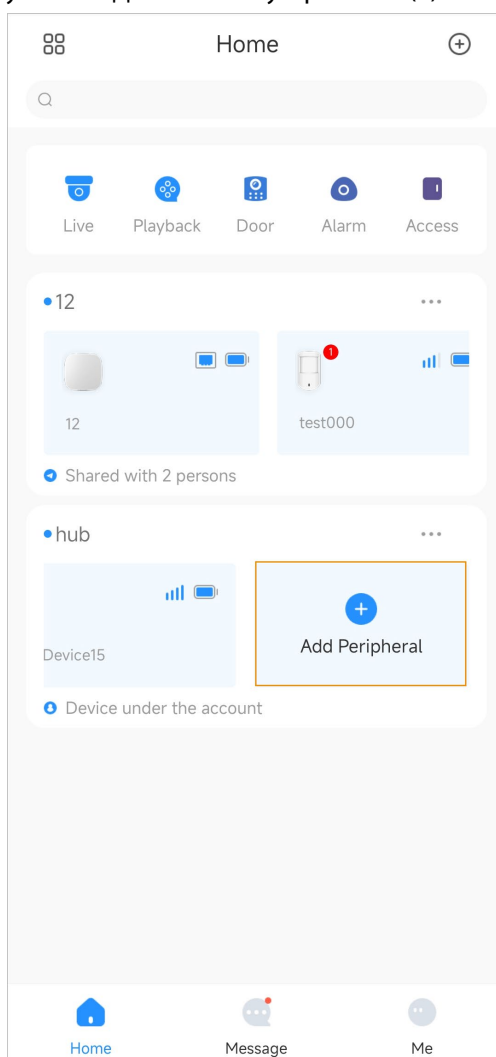 Home
Live Playback Door Alarm Access
12
1
12 test000
Shared with 2 persons
hub
Device15 Add Peripheral
Device under the account
Home Message Me